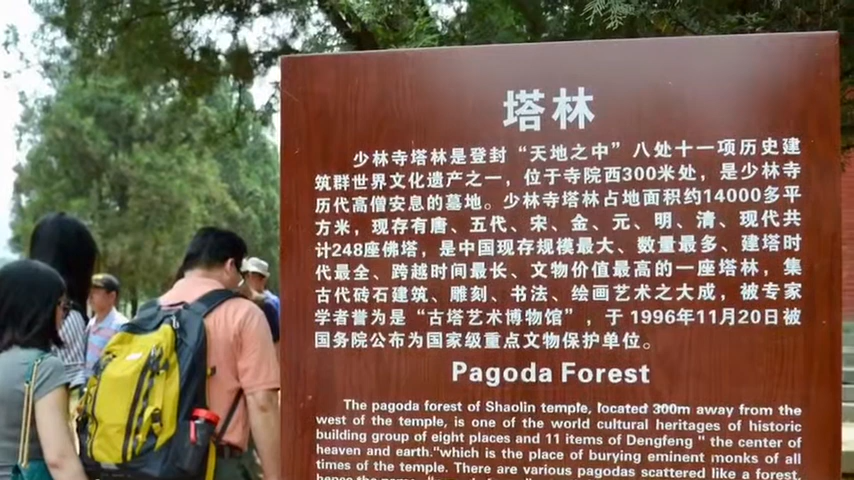 塔林
少林寺塔林是登封“天地之中”八处十一项历史建
筑群世界文化遗产之一，位于寺院西300米处，是少林寺
历代高僧安息的墓地。少林寺塔林占地面积约14000多平
方米，现存有唐、五代、宋、金、元、明、清、现代共
计248座佛塔，是中国现存规模最大、数量最多、建塔时
代最全、跨越时间最长、文物价值最高的一座塔林，集
古代砖石建筑、雕刻、书法、绘画艺术之大成，被专家
学者誉为是“古塔艺术博物馆”，于 1996年11月20日被
国务院公布为国家级重点文物保护单位。
Pagoda Forest
The pagoda forest of Shaolin temple, located 300m away from the
west of the temple, is one of the world cultural heritages of historic
building group of eight places and 11 items of Dengfeng " the center of
heaven and earth."which is the place of burying eminent monks of all
times of the temple. There are various pagodas scattered like a forest,